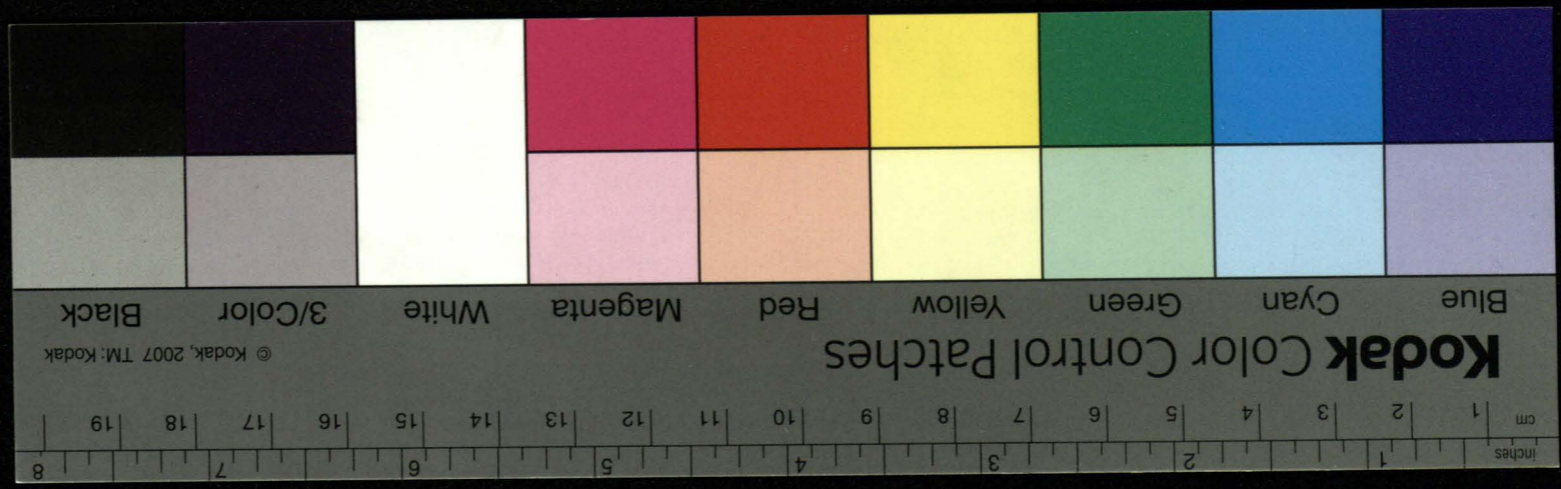 inches 1 2 3 4 5 6 7 8
cm 1 2 3 4 5 6 7 8 9 10 11 12 13 14 15 16 17 18 19
Kodak Color Control Patches © Kodak, 2007 TM: Kodak
Blue Cyan Green Yellow Red Magenta White 3/Color Black